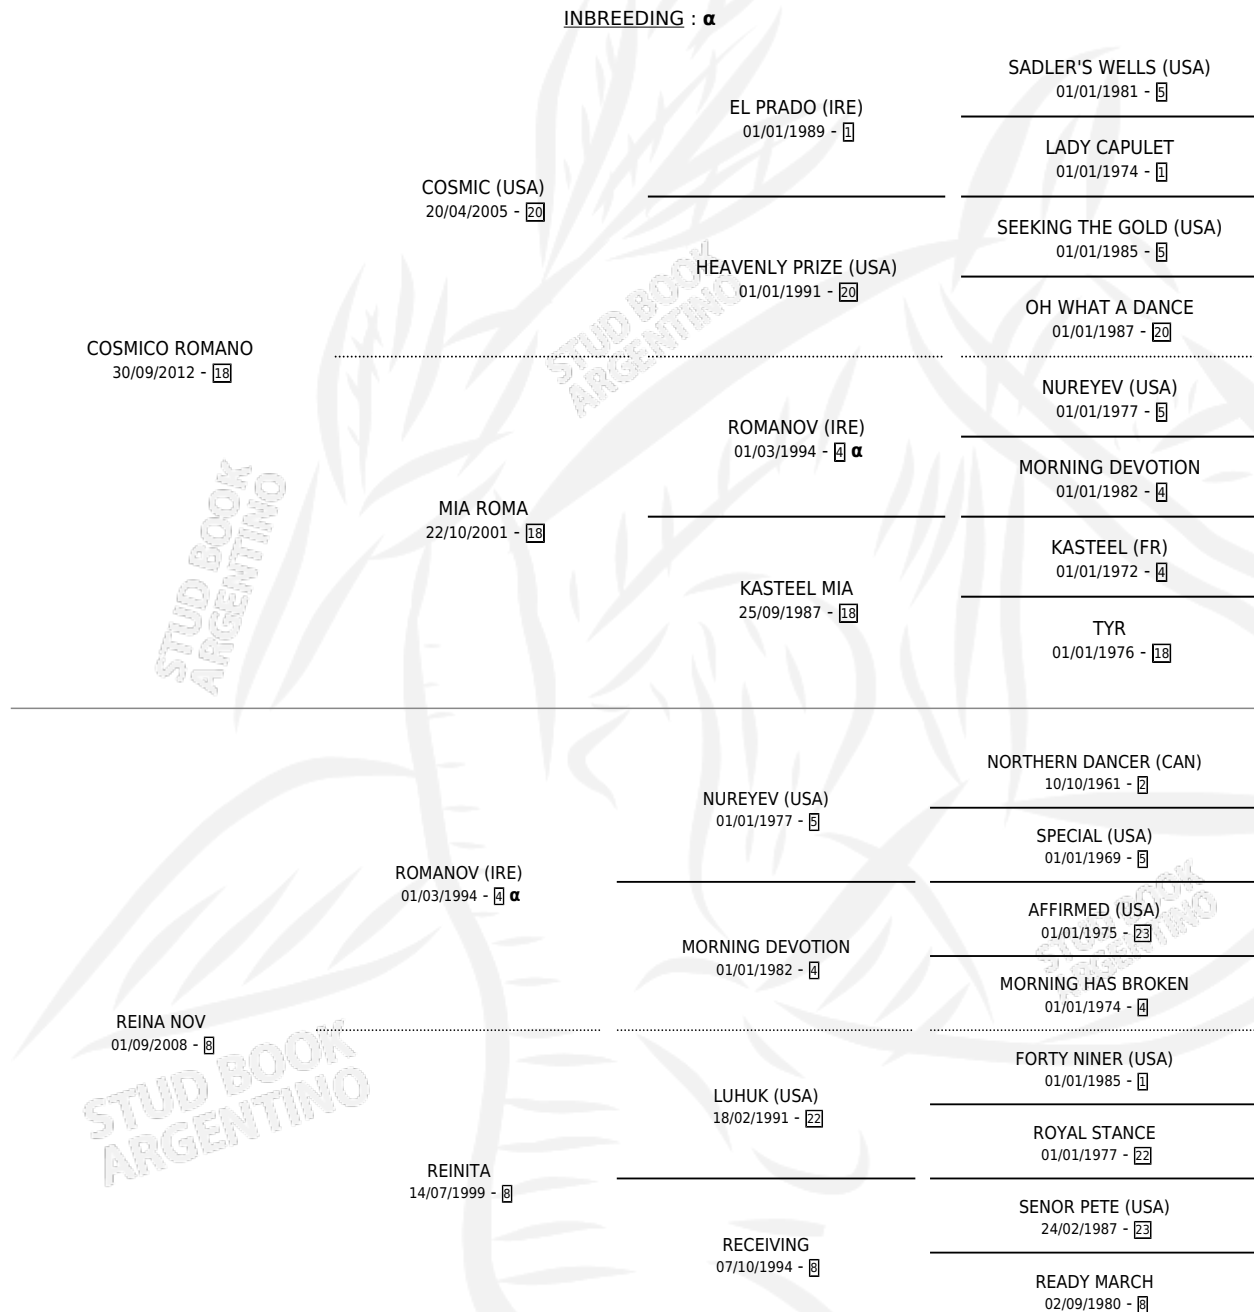 INBREEDING : α
SADLER'S WELLS (USA)
01/01/1981 - 5
EL PRADO (IRE)
01/01/1989 - 1
LADY CAPULET
01/01/1974 - 1
COSMIC (USA)
20/04/2005 - 20
SEEKING THE GOLD (USA)
01/01/1985 - 5
HEAVENLY PRIZE (USA)
01/01/1991 - 20
OH WHAT A DANCE
01/01/1987 - 20
COSMICO ROMANO
30/09/2012 - 18
NUREYEV (USA)
01/01/1977 - 5
ROMANOV (IRE)
01/03/1994 - 4 α
MORNING DEVOTION
01/01/1982 - 4
MIA ROMA
22/10/2001 - 18
KASTEEL (FR)
01/01/1972 - 4
KASTEEL MIA
25/09/1987 - 18
TYR
01/01/1976 - 18
NORTHERN DANCER (CAN)
10/10/1961 - 2
NUREYEV (USA)
01/01/1977 - 5
SPECIAL (USA)
01/01/1969 - 5
ROMANOV (IRE)
01/03/1994 - 4 α
AFFIRMED (USA)
01/01/1975 - 23
MORNING DEVOTION
01/01/1982 - 4
MORNING HAS BROKEN
01/01/1974 - 4
REINA NOV
01/09/2008 - 8
FORTY NINER (USA)
01/01/1985 - 1
LUHUK (USA)
18/02/1991 - 22
ROYAL STANCE
01/01/1977 - 22
REINITA
14/07/1999 - 8
SENOR PETE (USA)
24/02/1987 - 23
RECEIVING
07/10/1994 - 8
READY MARCH
02/09/1980 - 8
STUD BOOK
ARGENTINO
STUD BOOK
ARGENTINO
STUD BOOK
ARGENTINO
STUD BOOK
ARGENTINO